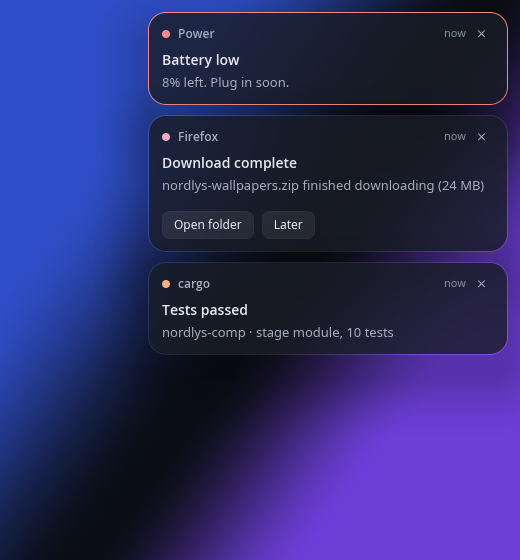 Power now ×
Battery low
8% left. Plug in soon.
Firefox now ×
Download complete
nordlys-wallpapers.zip finished downloading (24 MB)
Open folder Later
cargo now ×
Tests passed
nordlys-comp · stage module, 10 tests